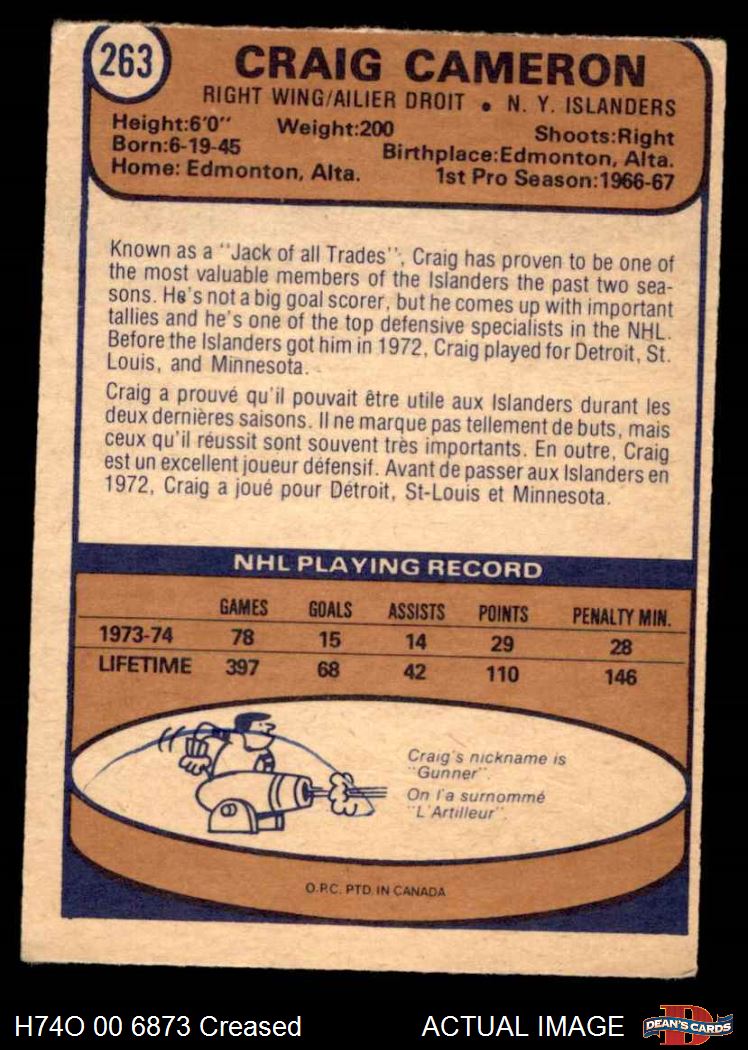 263
CRAIG CAMERON
RIGHT WING/AILIER DROIT • N. Y. ISLANDERS
Height:6'0" Weight:200 Shoots:Right
Born:6-19-45 Birthplace:Edmonton, Alta.
Home: Edmonton, Alta. 1st Pro Season:1966-67
Known as a "Jack of all Trades", Craig has proven to be one of
the most valuable members of the Islanders the past two sea-
sons. He's not a big goal scorer, but he comes up with important
tallies and he's one of the top defensive specialists in the NHL.
Before the Islanders got him in 1972, Craig played for Detroit, St.
Louis, and Minnesota.
Craig a prouvé qu'il pouvait être utile aux Islanders durant les
deux dernières saisons. Il ne marque pas tellement de buts, mais
ceux qu'il réussit sont souvent très importants. En outre, Craig
est un excellent joueur défensif. Avant de passer aux Islanders en
1972, Craig a joué pour Détroit, St-Louis et Minnesota.
NHL PLAYING RECORD
GAMES GOALS ASSISTS POINTS PENALTY MIN.
1973-74 78 15 14 29 28
LIFETIME 397 68 42 110 146
Craig's nickname is
"Gunner".
On l'a surnommé
"L'Artilleur".
O.P.C. PTD. IN CANADA
H74O 00 6873 Creased ACTUAL IMAGE
D
DEAN'S CARDS